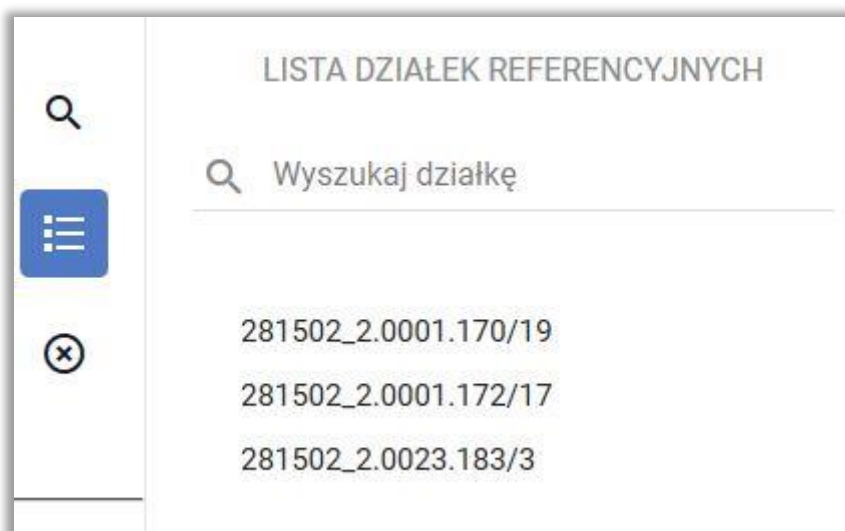 LISTA DZIAŁEK REFERENCYJNYCH
Wyszukaj działkę
281502_2.0001.170/19
281502_2.0001.172/17
281502_2.0023.183/3